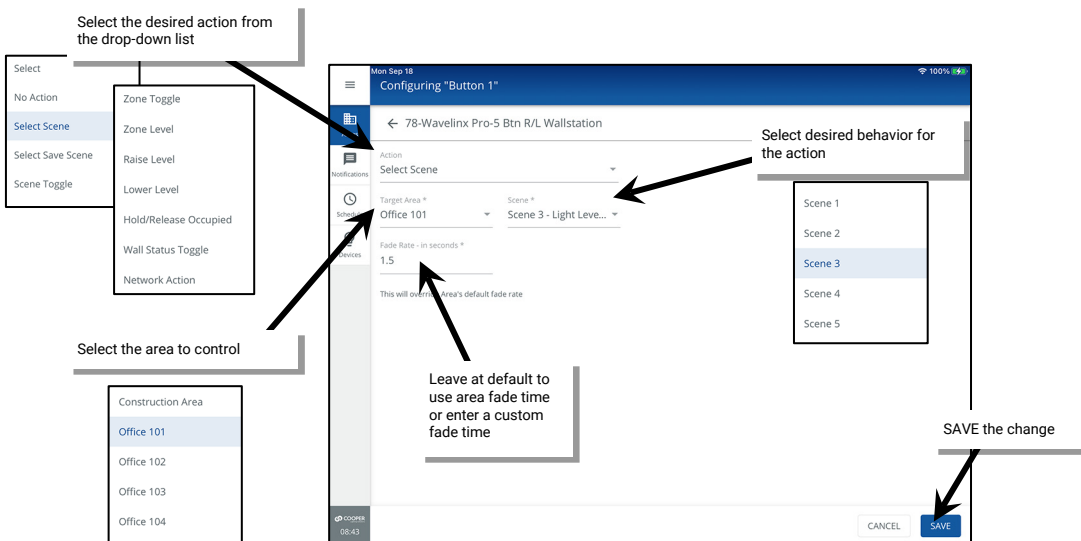 Select the desired action from
the drop-down list
Select
No Action
Select Scene
Select Save Scene
Scene Toggle
Zone Toggle
Zone Level
Raise Level
Lower Level
Hold/Release Occupied
Wall Status Toggle
Network Action
Select the area to control
Construction Area
Office 101
Office 102
Office 103
Office 104
Mon Sep 18
100%
Configuring "Button 1"
78-Wavelinx Pro-5 Btn R/L Wallstation
Notifications
Devices
COOPER
08:43
Action
Select Scene
Target Area *
Scene *
Office 101
Scene 3 - Light Leve...
Fade Rate - in seconds *
1.5
This will Area's default fade rate
Leave at default to
use area fade time
or enter a custom
fade time
Select desired behavior for
the action
Scene 1
Scene 2
Scene 3
Scene 4
Scene 5
SAVE the change
CANCEL
SAVE